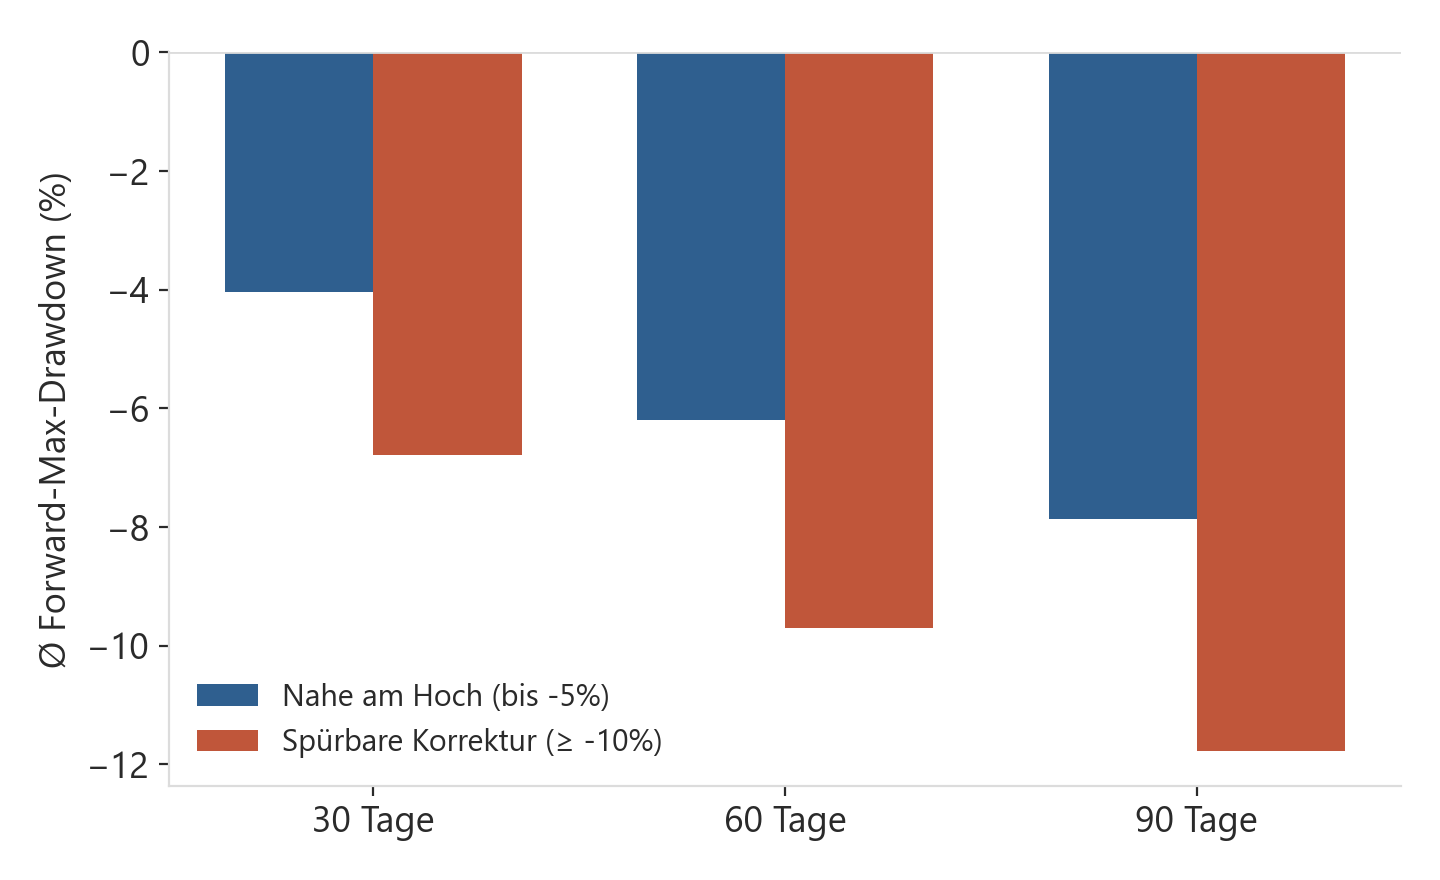 Ø Forward-Max-Drawdown (%)
0
−2
−4
−6
−8
−10
−12
Nahe am Hoch (bis -5%)
Spürbare Korrektur (≥ -10%)
30 Tage
60 Tage
90 Tage